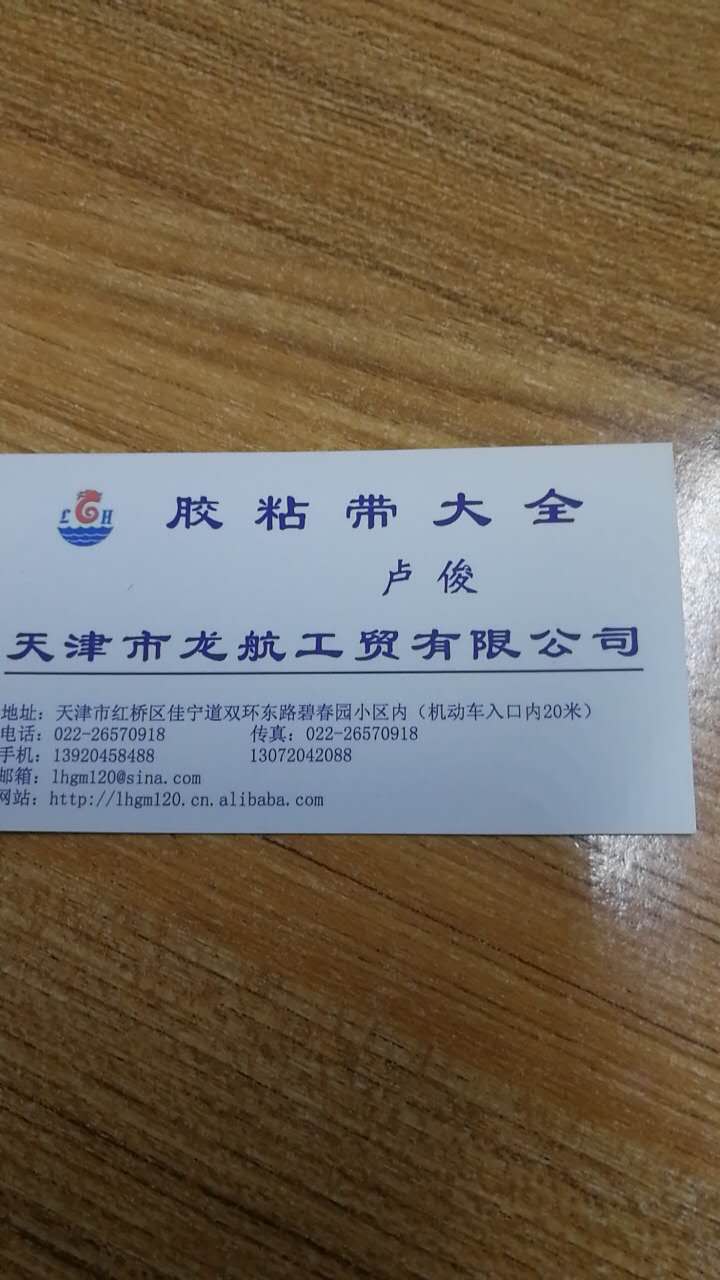 L H
胶粘带大全
卢俊
天津市龙航工贸有限公司
地址：天津市红桥区佳宁道双环东路碧春园小区内（机动车入口内20米）
电话：022-26570918 传真：022-26570918
手机：13920458488 13072042088
邮箱：lhgm120@sina.com
网站：http://lhgm120.cn.alibaba.com